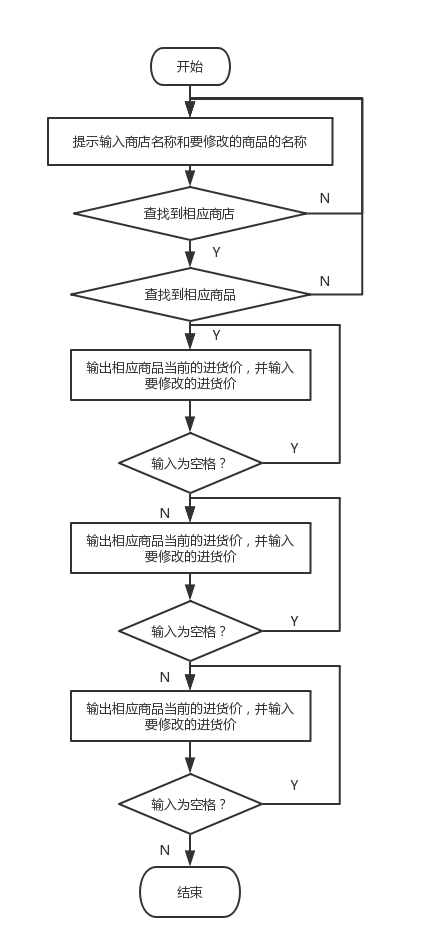 开始
提示输入商店名称和要修改的商品的名称
N
查找到相应商店
Y
N
查找到相应商品
Y
输出相应商品当前的进货价，并输入
要修改的进货价
Y
输入为空格？
N
输出相应商品当前的进货价，并输入
要修改的进货价
Y
输入为空格？
N
输出相应商品当前的进货价，并输入
要修改的进货价
Y
输入为空格？
N
结束